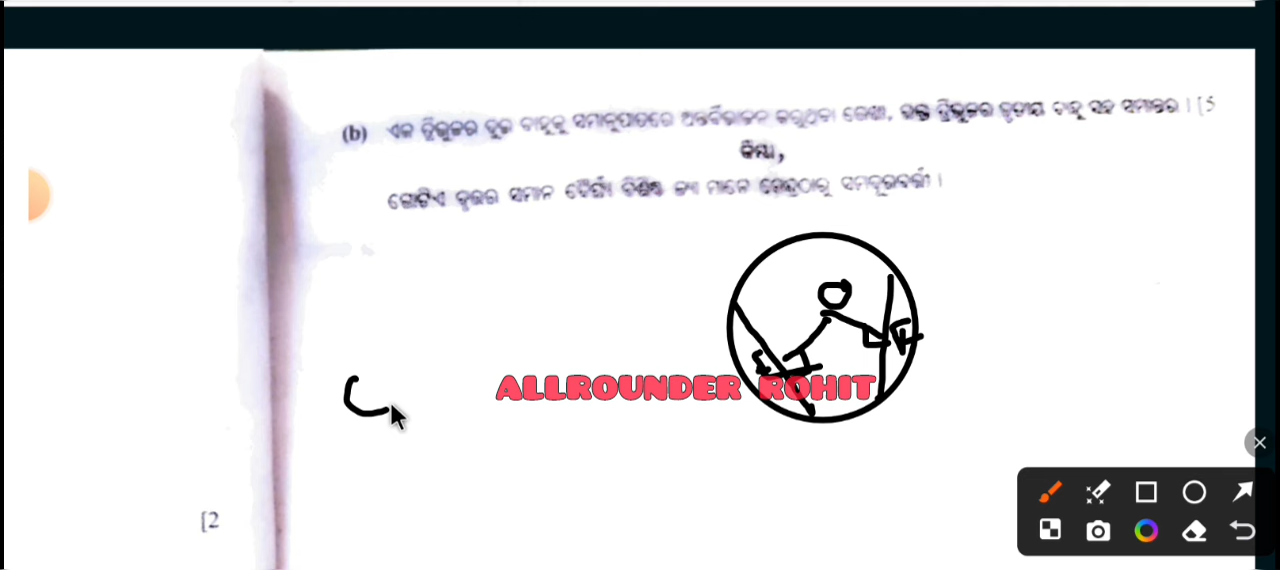 (b) ଏକ ତ୍ରିଭୁଜର ଦୁଇ ବାହୁକୁ ସମାନୁପାତରେ ଅନ୍ତର୍ବିଭାଜନ କରୁଥିବା ରେଖା, ଉକ୍ତ ତ୍ରିଭୁଜର ତୃତୀୟ ବାହୁ ସହ ସମାନ୍ତର । [5
କିମ୍ବା,
ଗୋଟିଏ ବୃତ୍ତର ସମାନ ଦୈର୍ଘ୍ୟ ବିଶିଷ୍ଟ ଜ୍ୟା ମାନେ କେନ୍ଦ୍ରଠାରୁ ସମଦୂରବର୍ତ୍ତୀ ।
O
E F
ALLROUNDER ROHIT
[2